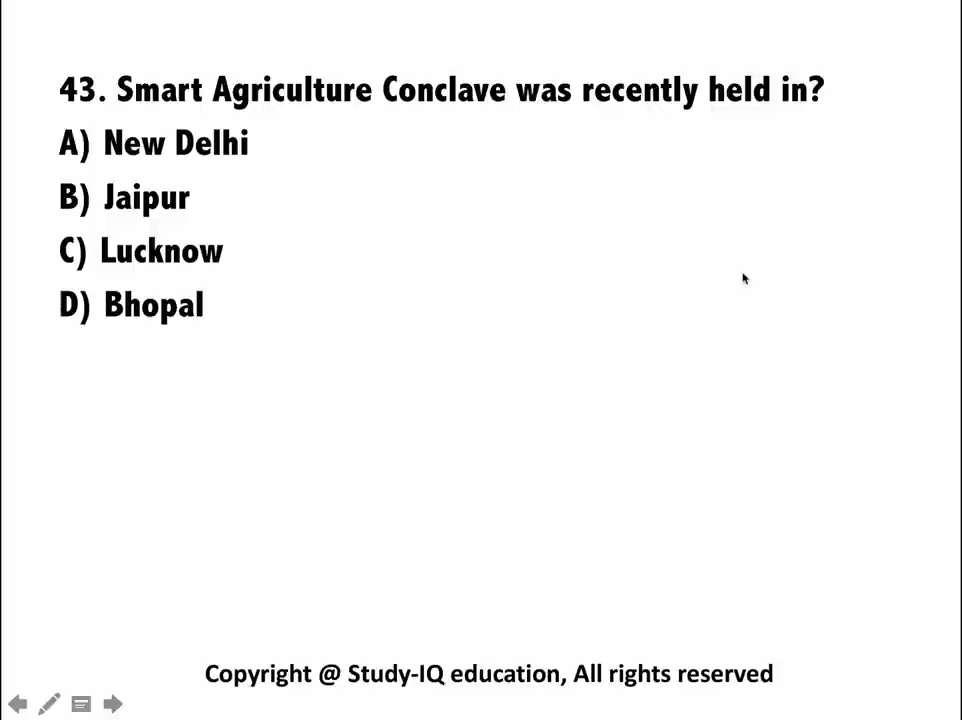 43. Smart Agriculture Conclave was recently held in?
A) New Delhi
B) Jaipur
C) Lucknow
D) Bhopal
Copyright @ Study-IQ education, All rights reserved